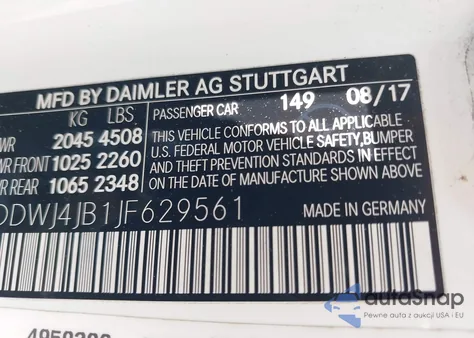 MFD BY DAIMLER AG STUTTGART
KG LBS
WR 2045 4508
WR FRONT 1025 2260
WR REAR 1065 2348
PASSENGER CAR 149 08/17
THIS VEHICLE CONFORMS TO ALL APPLICABLE
U.S. FEDERAL MOTOR VEHICLE SAFETY, BUMPER
AND THEFT PREVENTION STANDARDS IN EFFECT
ON THE DATE OF MANUFACTURE SHOWN ABOVE
DDWJ4JB1JF629561
MADE IN GERMANY
autoSnap
Pewne auta z aukcji USA i EU